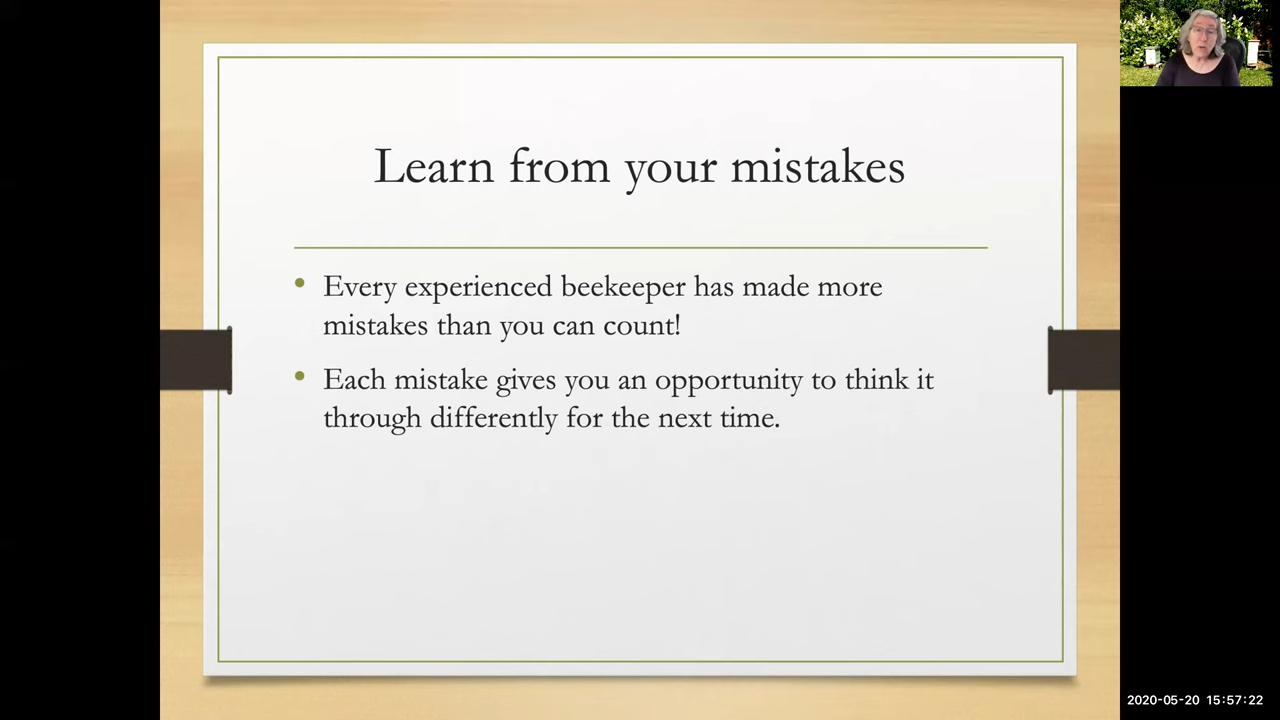 Learn from your mistakes
• Every experienced beekeeper has made more
mistakes than you can count!
• Each mistake gives you an opportunity to think it
through differently for the next time.
2020-05-20 15:57:22